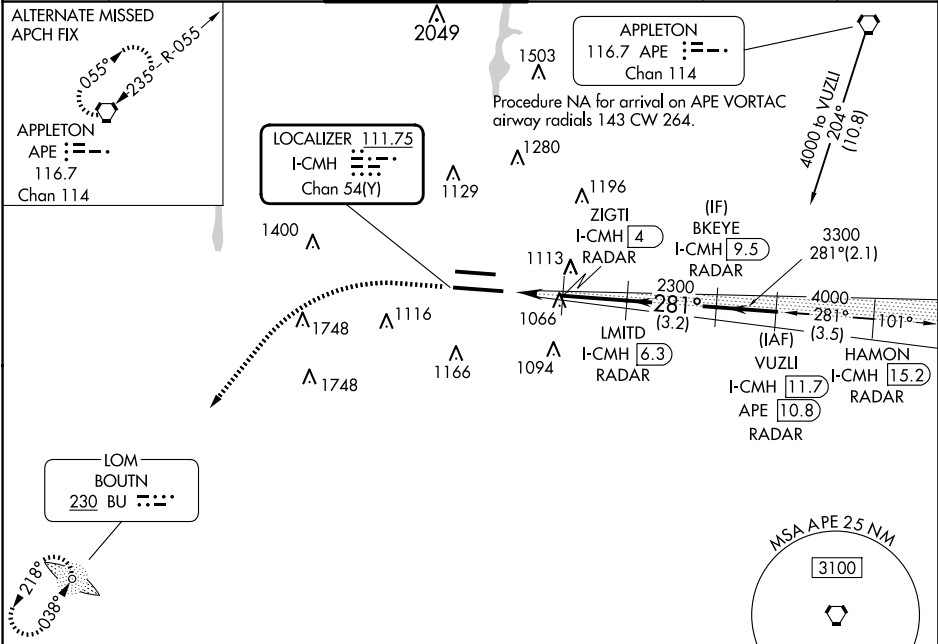 ALTERNATE MISSED
APCH FIX
055°
235°
R-055
APPLETON
APE
116.7
Chan 114
2049
1503
APPLETON
116.7 APE
Chan 114
Procedure NA for arrival on APE VORTAC
airway radials 143 CW 264.
4000 to VUZLI
204°
(10.8)
LOCALIZER 111.75
I-CMH
Chan 54(Y)
1280
1129
1196
1400
ZIGTI
I-CMH 4
RADAR
(IF)
BKEYE
I-CMH 9.5
RADAR
3300
281°(2.1)
1113
2300
281°
(3.2)
4000
281°
(3.5)
101°
1066
1748
1116
LMITD
I-CMH 6.3
RADAR
(IAF)
VUZLI
I-CMH 11.7
APE 10.8
RADAR
HAMON
I-CMH 15.2
RADAR
1748
1166
1094
LOM
BOUTN
230 BU
218°
038°
MSA APE 25 NM
3100